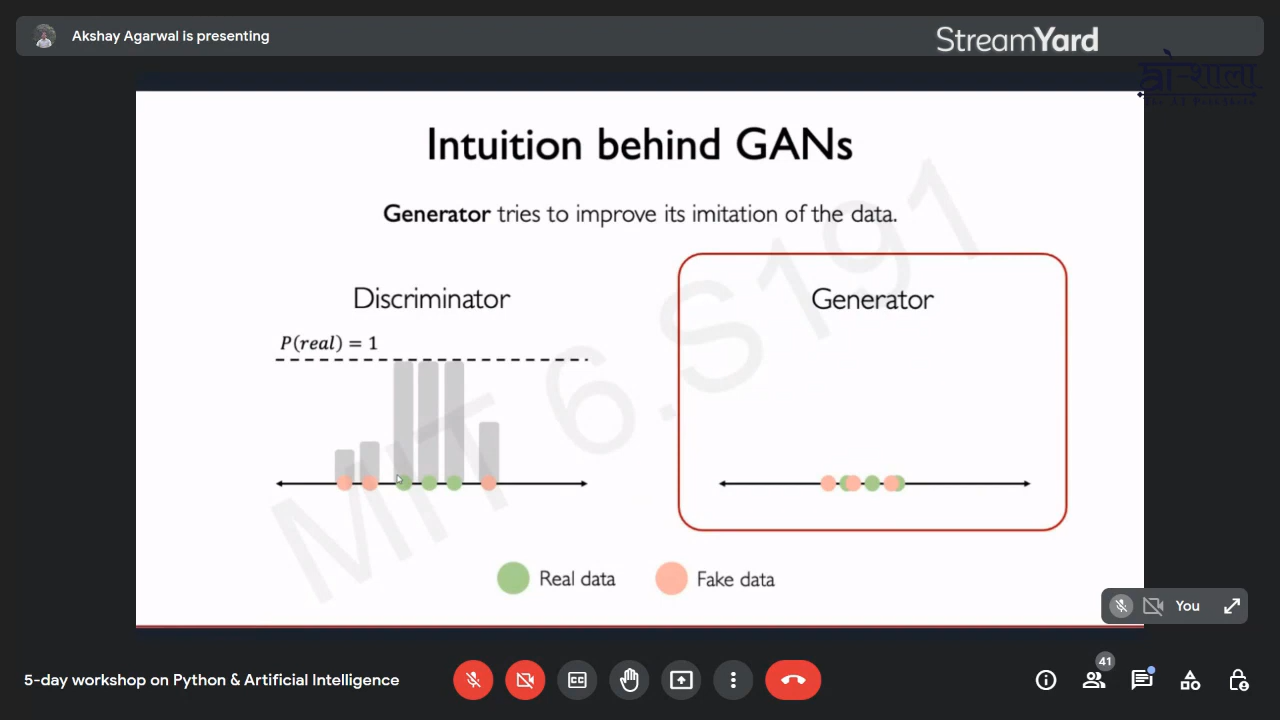 Akshay Agarwal is presenting
StreamYard
ai-शाला
Intuition behind GANs
Generator tries to improve its imitation of the data.
Discriminator
Generator
P(real) = 1
MIT 6.S191
Real data
Fake data
You
5-day workshop on Python & Artificial Intelligence
41